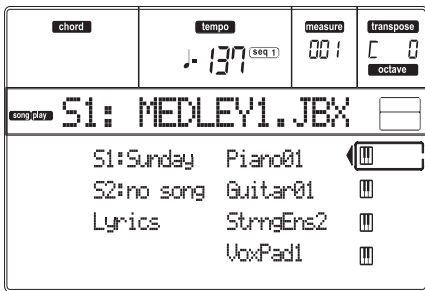 chord tempo measure transpose
♩- 137 seq 1 001 C 0
octave
song play S1: MEDLEY1.JBX
S1:Sunday Piano01
S2:no song Guitar01
Lyrics StrngEns2
VoxPad1